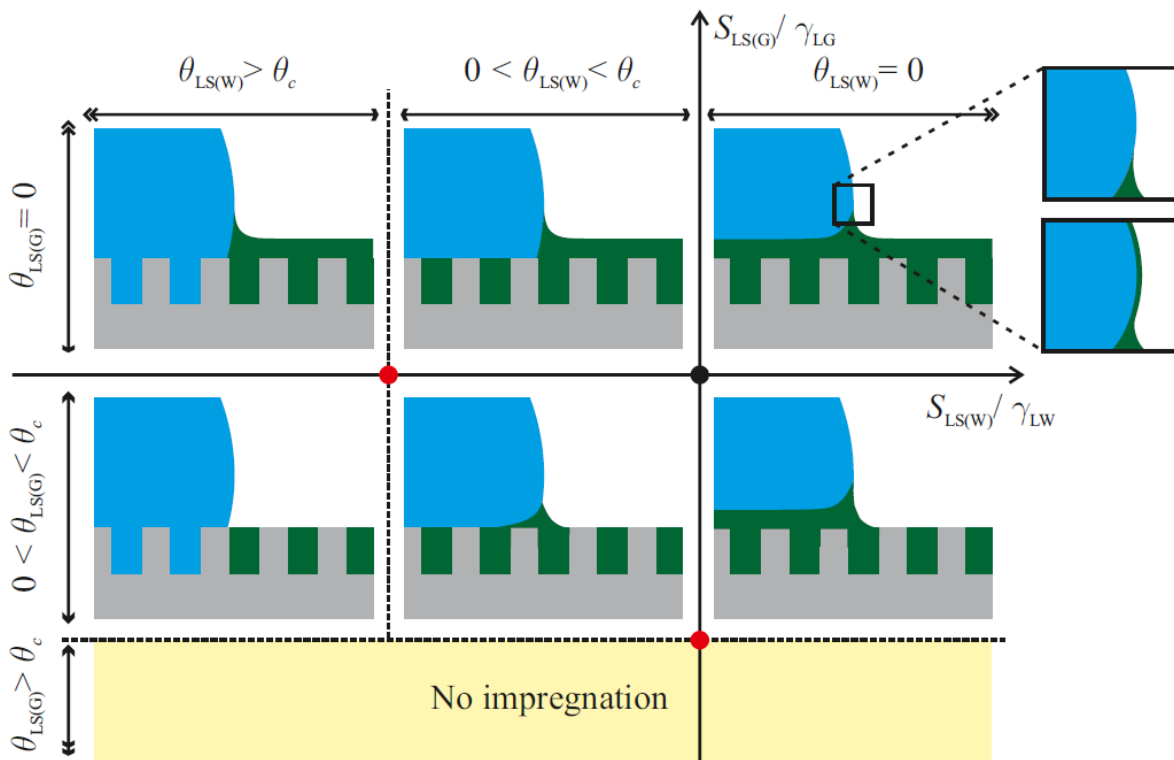 S_LS(G) / γ_LG
θ_LS(W) > θ_c
0 < θ_LS(W) < θ_c
θ_LS(W) = 0
θ_LS(G) = 0
S_LS(W) / γ_LW
0 < θ_LS(G) < θ_c
θ_LS(G) > θ_c
No impregnation